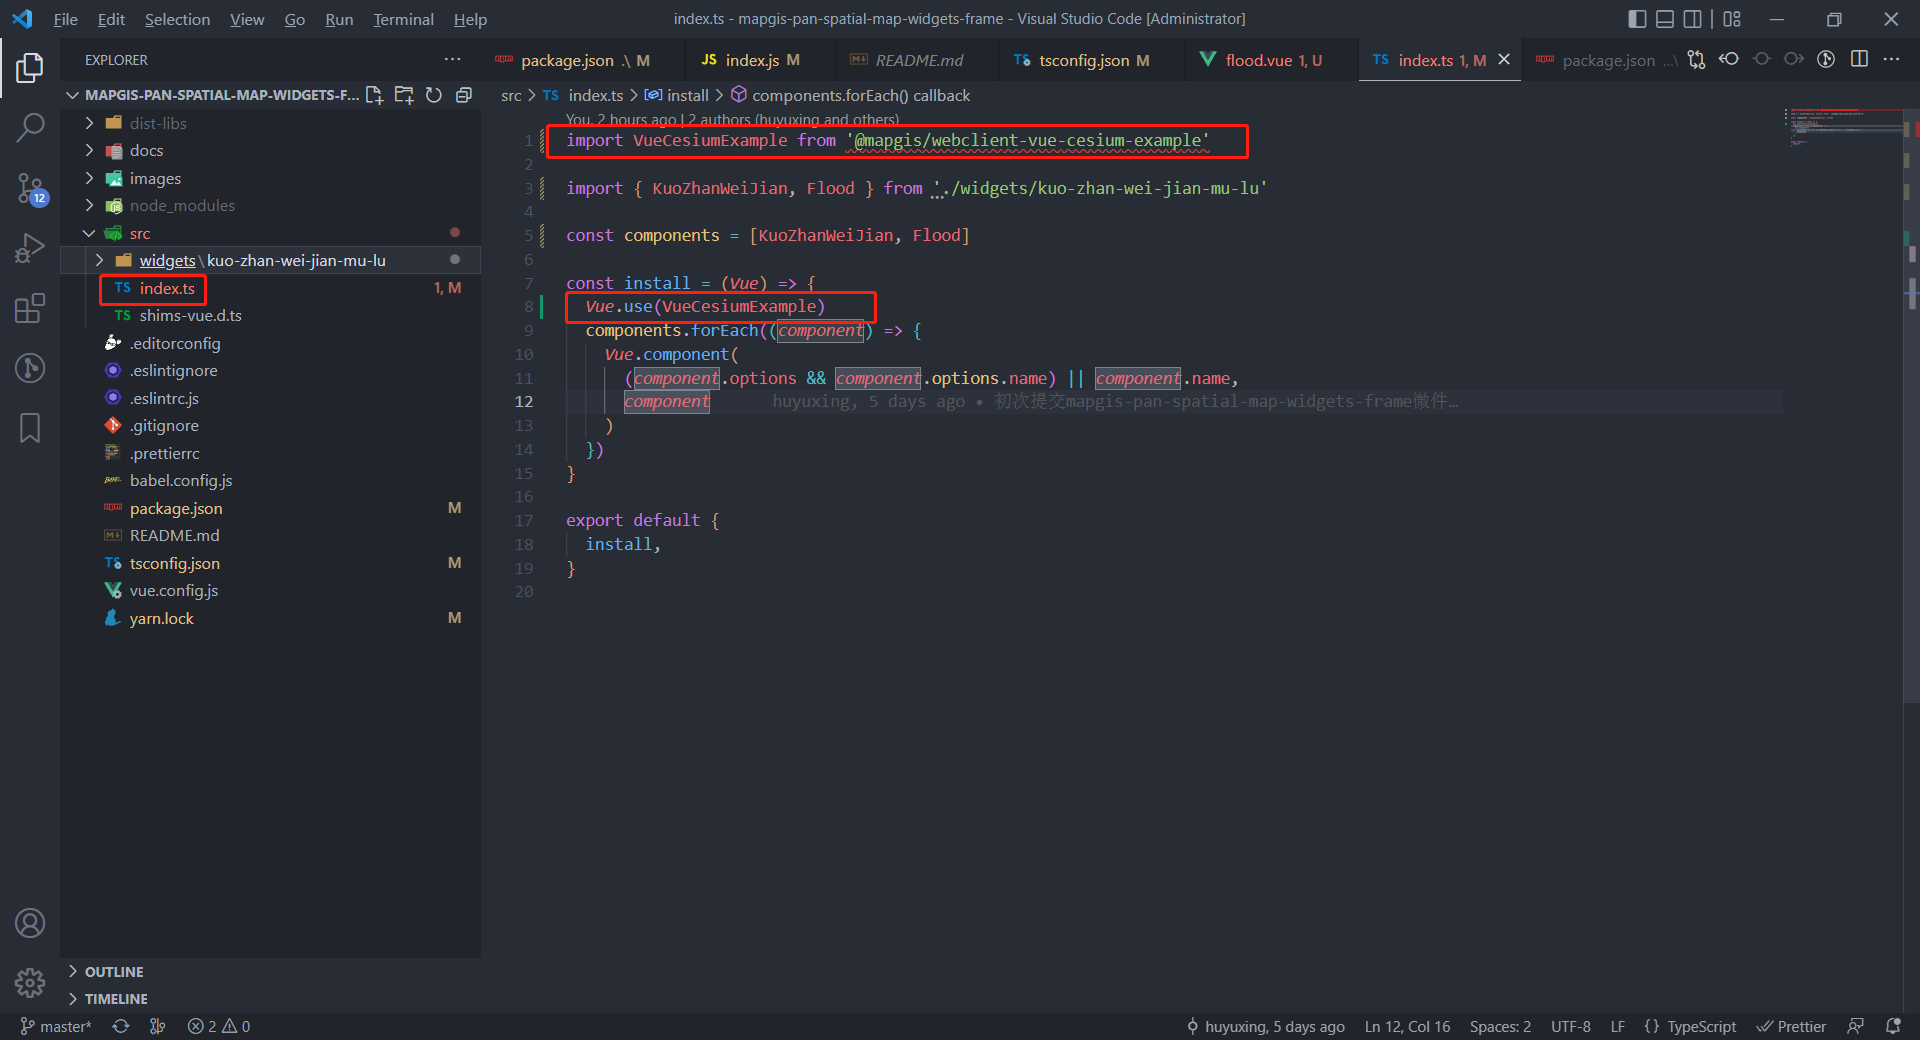 File Edit Selection View Go Run Terminal Help
index.ts - mapgis-pan-spatial-map-widgets-frame - Visual Studio Code [Administrator]
EXPLORER
package.json .\ M
JS index.js M
README.md
TS tsconfig.json M
flood.vue 1, U
TS index.ts 1, M
package.json ...\
MAPGIS-PAN-SPATIAL-MAP-WIDGETS-F...
dist-libs
docs
images
node_modules
src
widgets\kuo-zhan-wei-jian-mu-lu
TS index.ts 1, M
TS shims-vue.d.ts
.editorconfig
.eslintignore
.eslintrc.js
.gitignore
.prettierrc
babel.config.js
package.json M
README.md
TS tsconfig.json M
vue.config.js
yarn.lock M
12
OUTLINE
TIMELINE
src > TS index.ts > install > components.forEach() callback
You, 2 hours ago | 2 authors (huyuxing and others)
1 import VueCesiumExample from '@mapgis/webclient-vue-cesium-example'
2
3 import { KuoZhanWeiJian, Flood } from './widgets/kuo-zhan-wei-jian-mu-lu'
4
5 const components = [KuoZhanWeiJian, Flood]
6
7 const install = (Vue) => {
8 Vue.use(VueCesiumExample)
9 components.forEach((component) => {
10 Vue.component(
11 (component.options && component.options.name) || component.name,
12 component huyuxing, 5 days ago • 初次提交mapgis-pan-spatial-map-widgets-frame微件…
13 )
14 })
15 }
16
17 export default {
18 install,
19 }
20
master* 2 0
huyuxing, 5 days ago Ln 12, Col 16 Spaces: 2 UTF-8 LF {} TypeScript Prettier